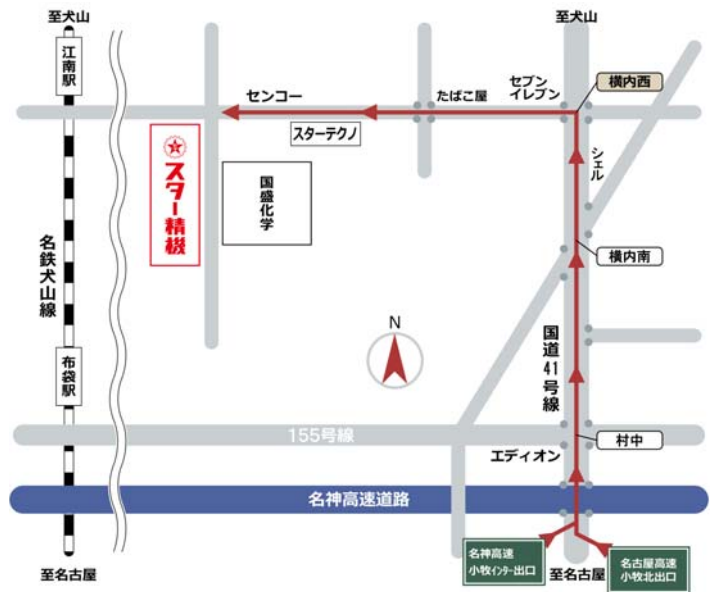 至犬山
至犬山
江南駅
センコー
たばこ屋
セブン
イレブン
横内西
スターテクノ
シェル
スター精機
国盛化学
名鉄犬山線
横内南
N
国道41号線
布袋駅
155号線
村中
エディオン
名神高速道路
名神高速
小牧インター出口
名古屋高速
小牧北出口
至名古屋
至名古屋